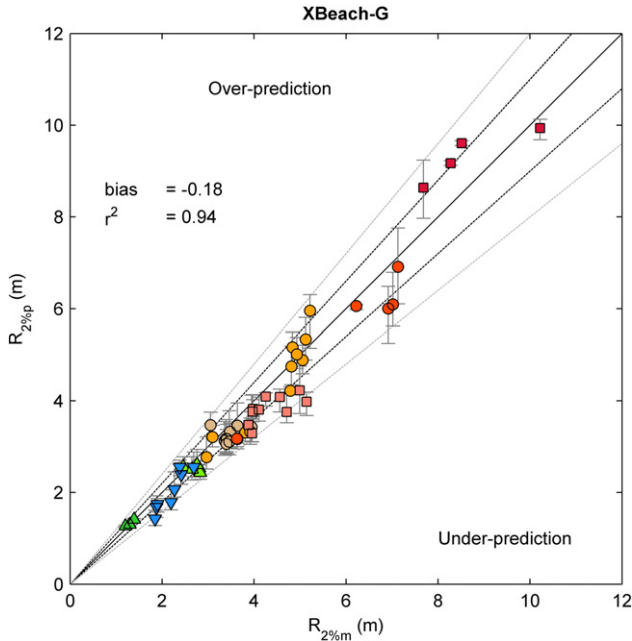 XBeach-G
Over-prediction
bias = -0.18
r² = 0.94
Under-prediction
R2%p (m)
12
10
8
6
4
2
0
0 2 4 6 8 10 12
R2%m (m)